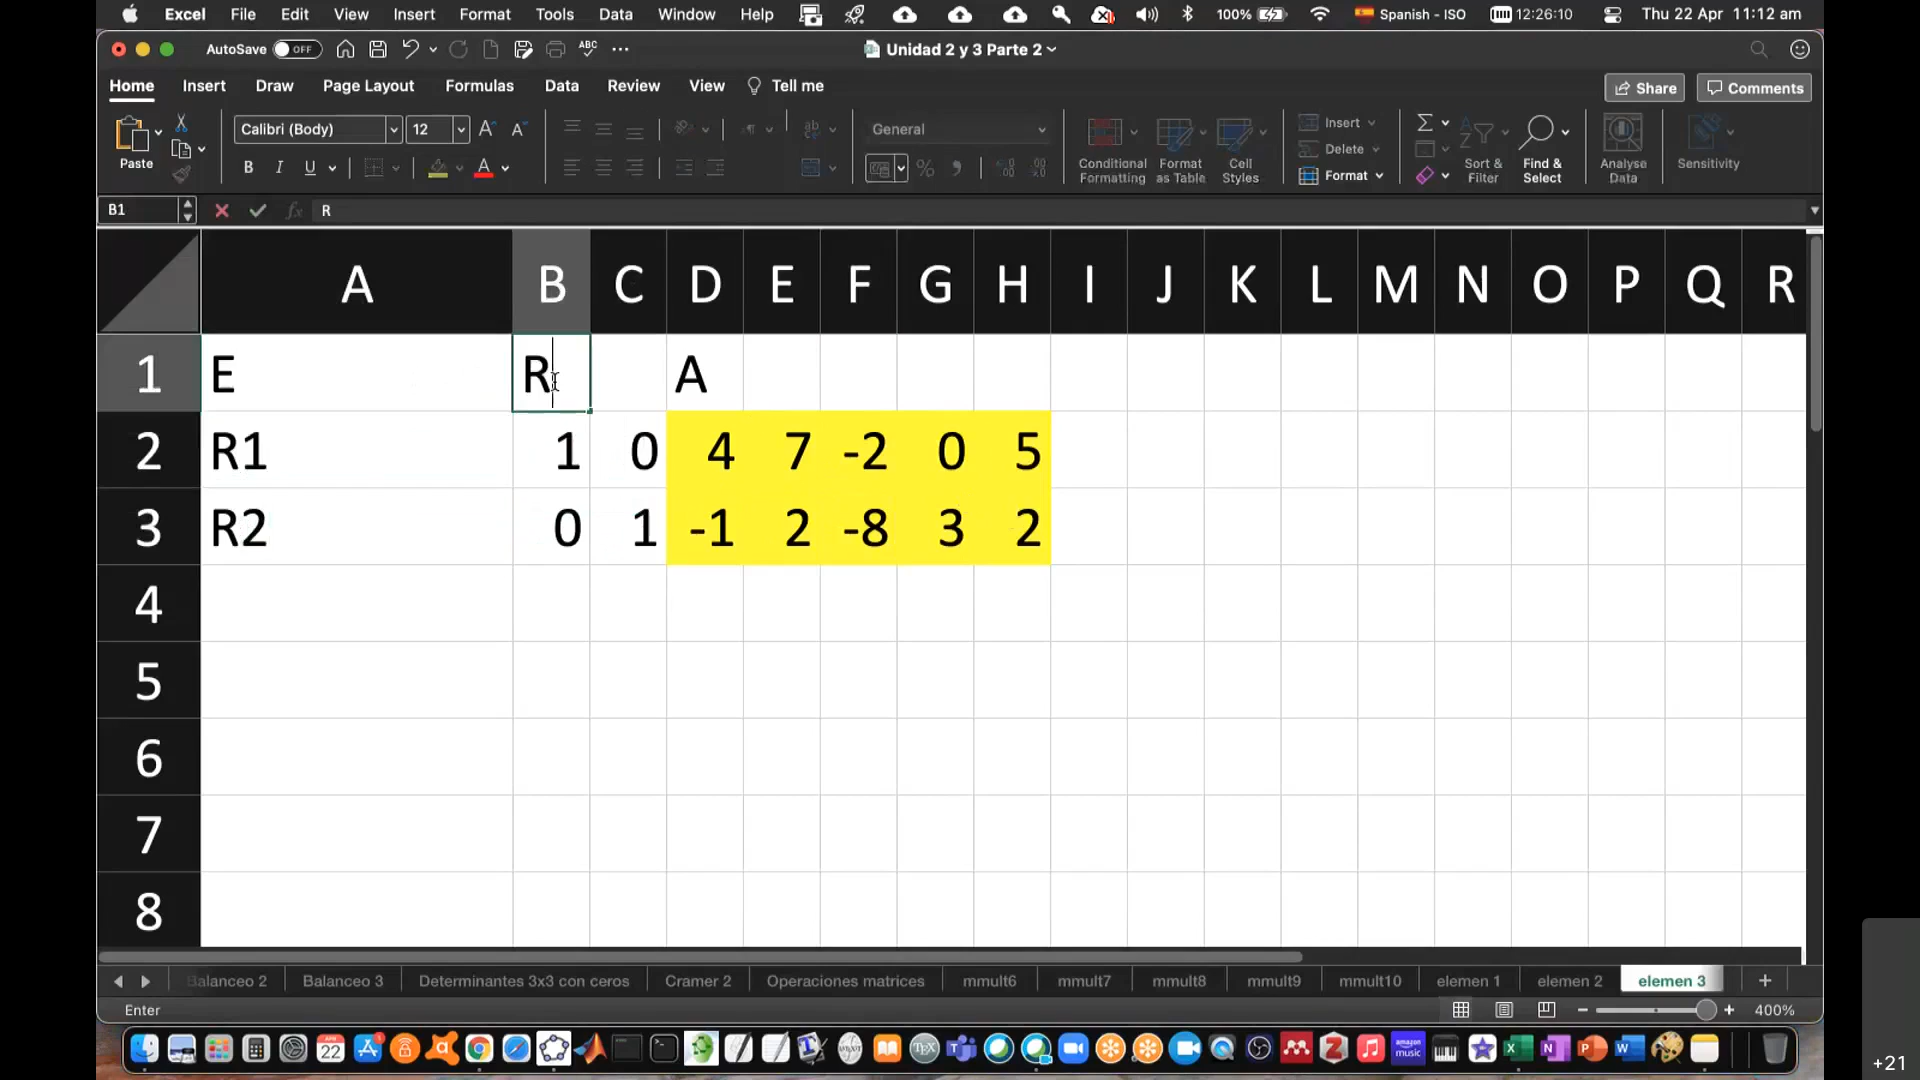 Excel File Edit View Insert Format Tools Data Window Help 100% Spanish - ISO 12:26:10 Thu 22 Apr 11:12 am
AutoSave OFF ABC Unidad 2 y 3 Parte 2
Home Insert Draw Page Layout Formulas Data Review View Tell me Share Comments
Paste Calibri (Body) 12 A A ab General Insert
B I U A % Delete
Conditional Formatting Format as Table Cell Styles Format Sort & Filter Find & Select Analyse Data Sensitivity
B1 fx R
A B C D E F G H I J K L M N O P Q R
1 E R A
2 R1 1 0 4 7 -2 0 5
3 R2 0 1 -1 2 -8 3 2
4
5
6
7
8
Balanceo 2 Balanceo 3 Determinantes 3x3 con ceros Cramer 2 Operaciones matrices mmult6 mmult7 mmult8 mmult9 mmult10 elemen 1 elemen 2 elemen 3
Enter 400%
+21